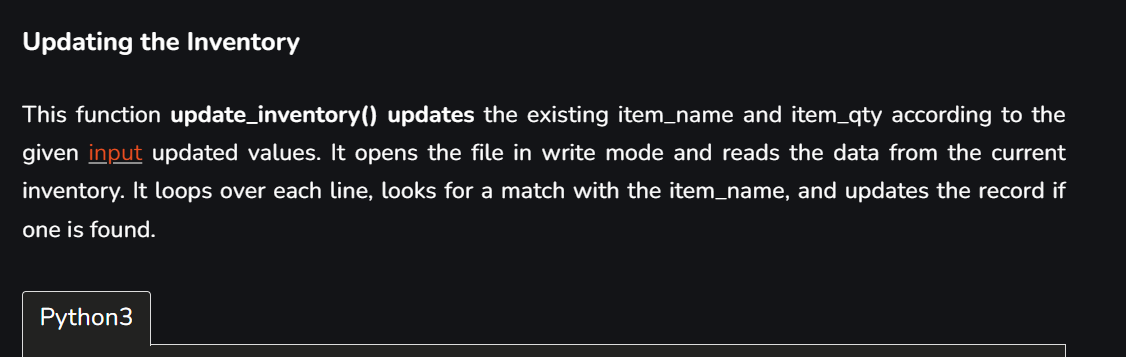 Updating the Inventory
This function update_inventory() updates the existing item_name and item_qty according to the
given input updated values. It opens the file in write mode and reads the data from the current
inventory. It loops over each line, looks for a match with the item_name, and updates the record if
one is found.
Python3